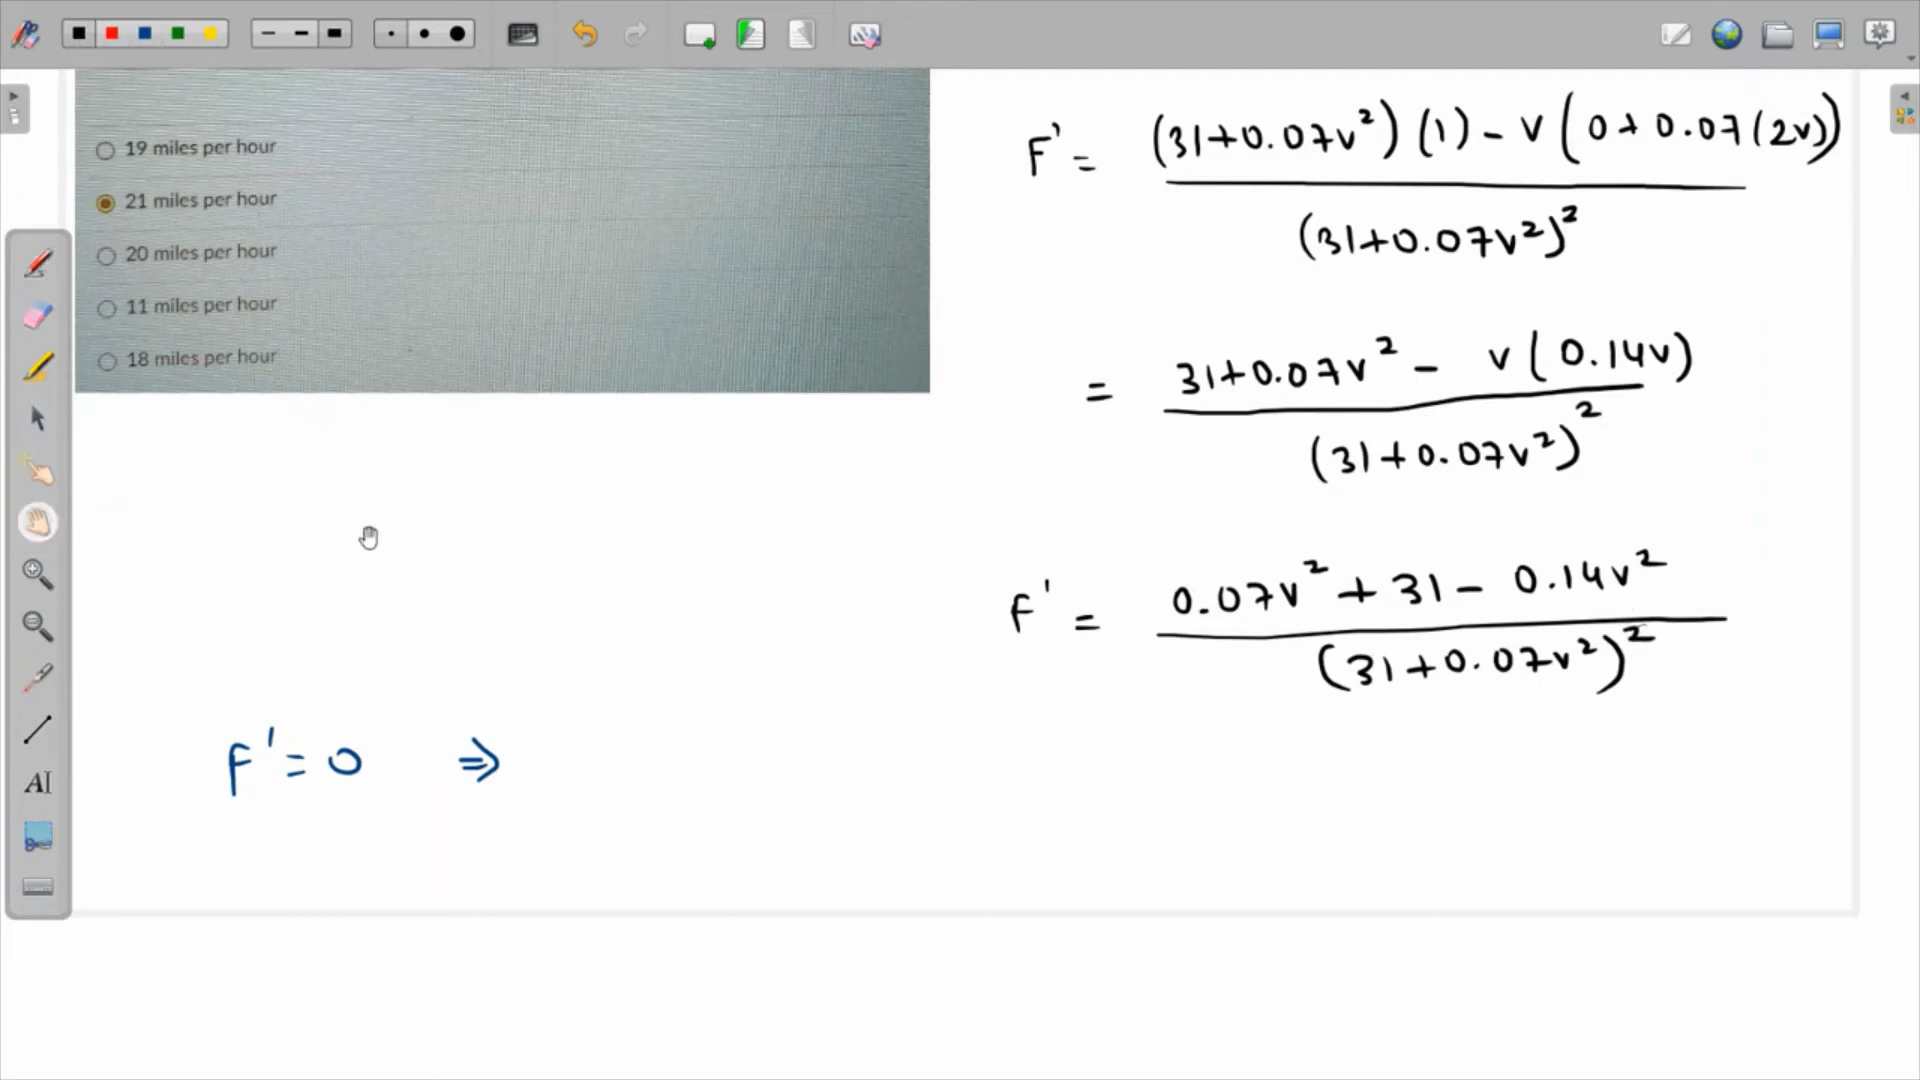 19 miles per hour
21 miles per hour
20 miles per hour
11 miles per hour
18 miles per hour
F' = (31+0.07v²)(1) - v(0+0.07(2v)) / (31+0.07v²)²
= 31+0.07v² - v(0.14v) / (31+0.07v²)²
F' = 0.07v² + 31 - 0.14v² / (31+0.07v²)²
F' = 0 ⇒
AI